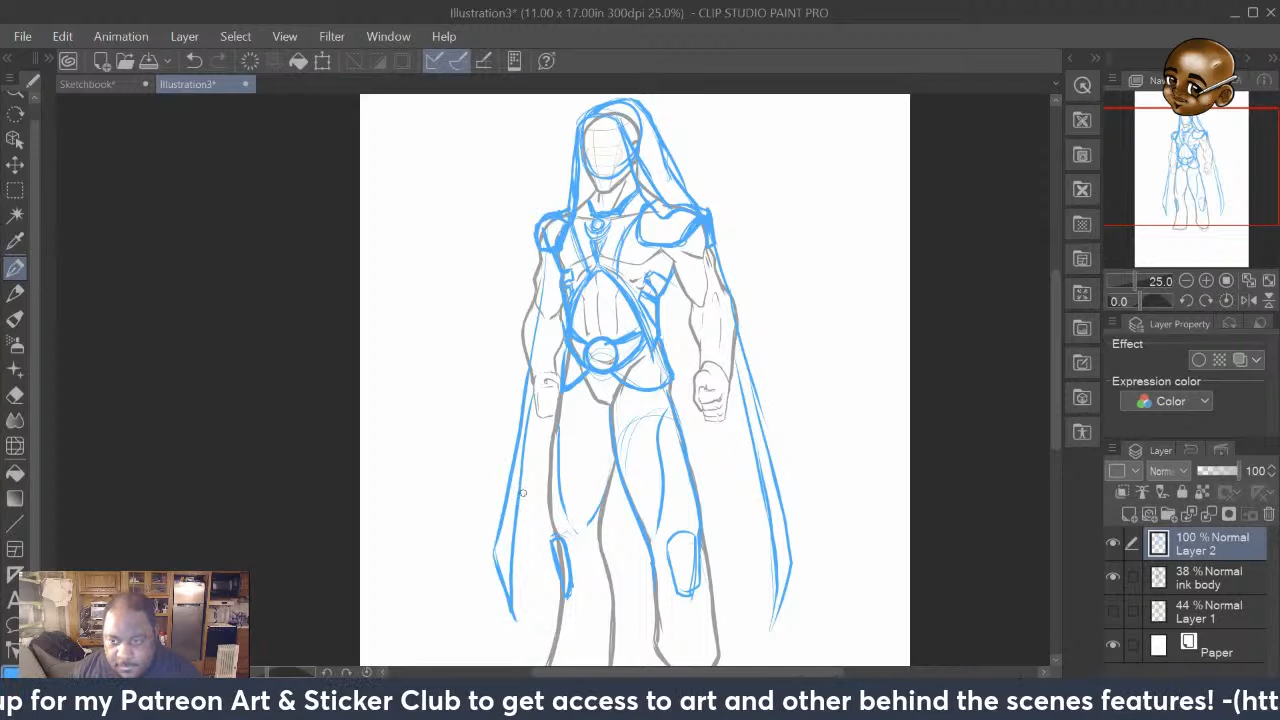 Illustration3* (11.00 x 17.00in 300dpi 25.0%) - CLIP STUDIO PAINT PRO
File Edit Animation Layer Select View Filter Window Help
Sketchbook* Illustration3*
25.0
0.0
Layer Property
Effect
Expression color
Color
Layer
Norm 100
100 % Normal
Layer 2
38 % Normal
ink body
44 % Normal
Layer 1
Paper
up for my Patreon Art & Sticker Club to get access to art and other behind the scenes features! -(htt